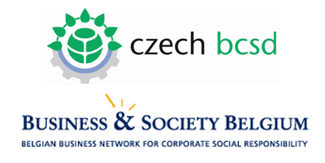 czech bcsd
BUSINESS & SOCIETY BELGIUM
BELGIAN BUSINESS NETWORK FOR CORPORATE SOCIAL RESPONSIBILITY